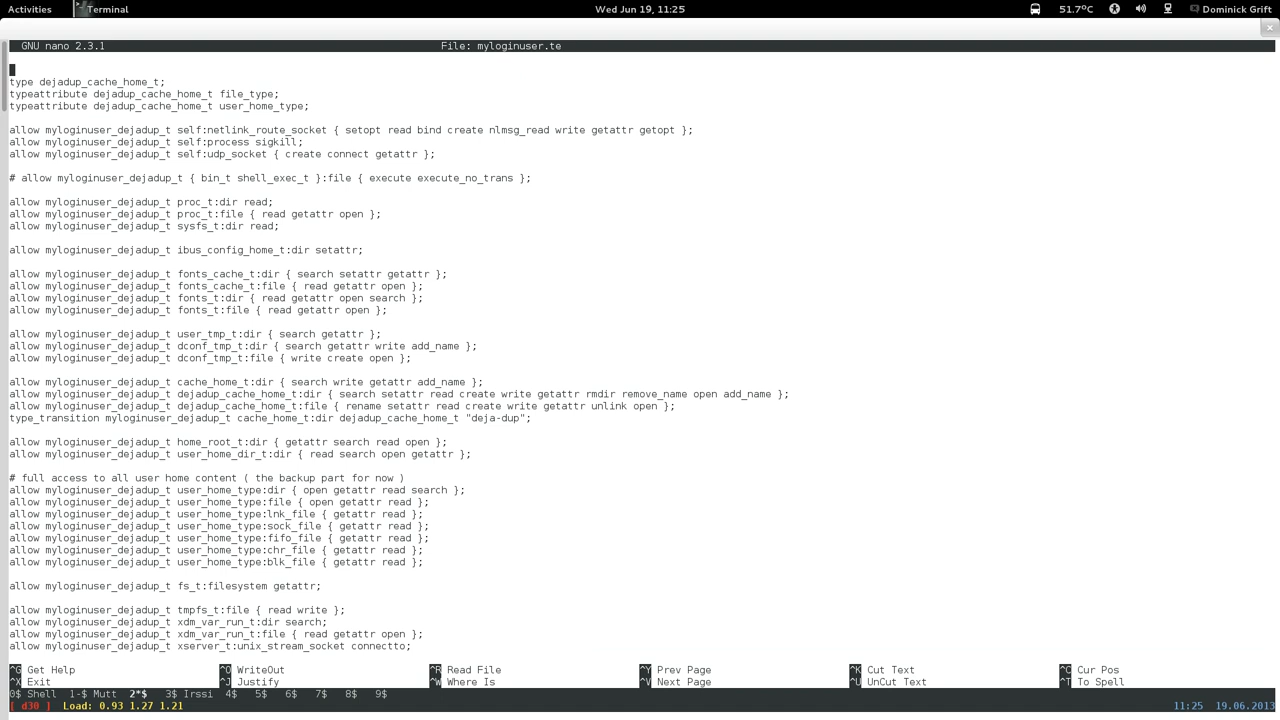 Activities Terminal Wed Jun 19, 11:25 51.7°C Dominick Grift
GNU nano 2.3.1 File: myloginuser.te
type dejadup_cache_home_t;
typeattribute dejadup_cache_home_t file_type;
typeattribute dejadup_cache_home_t user_home_type;
allow myloginuser_dejadup_t self:netlink_route_socket { setopt read bind create nlmsg_read write getattr getopt };
allow myloginuser_dejadup_t self:process sigkill;
allow myloginuser_dejadup_t self:udp_socket { create connect getattr };
# allow myloginuser_dejadup_t { bin_t shell_exec_t }:file { execute execute_no_trans };
allow myloginuser_dejadup_t proc_t:dir read;
allow myloginuser_dejadup_t proc_t:file { read getattr open };
allow myloginuser_dejadup_t sysfs_t:dir read;
allow myloginuser_dejadup_t ibus_config_home_t:dir setattr;
allow myloginuser_dejadup_t fonts_cache_t:dir { search setattr getattr };
allow myloginuser_dejadup_t fonts_cache_t:file { read getattr open };
allow myloginuser_dejadup_t fonts_t:dir { read getattr open search };
allow myloginuser_dejadup_t fonts_t:file { read getattr open };
allow myloginuser_dejadup_t user_tmp_t:dir { search getattr };
allow myloginuser_dejadup_t dconf_tmp_t:dir { search getattr write add_name };
allow myloginuser_dejadup_t dconf_tmp_t:file { write create open };
allow myloginuser_dejadup_t cache_home_t:dir { search write getattr add_name };
allow myloginuser_dejadup_t dejadup_cache_home_t:dir { search setattr read create write getattr rmdir remove_name open add_name };
allow myloginuser_dejadup_t dejadup_cache_home_t:file { rename setattr read create write getattr unlink open };
type_transition myloginuser_dejadup_t cache_home_t:dir dejadup_cache_home_t "deja-dup";
allow myloginuser_dejadup_t home_root_t:dir { getattr search read open };
allow myloginuser_dejadup_t user_home_dir_t:dir { read search open getattr };
# full access to all user home content ( the backup part for now )
allow myloginuser_dejadup_t user_home_type:dir { open getattr read search };
allow myloginuser_dejadup_t user_home_type:file { open getattr read };
allow myloginuser_dejadup_t user_home_type:lnk_file { getattr read };
allow myloginuser_dejadup_t user_home_type:sock_file { getattr read };
allow myloginuser_dejadup_t user_home_type:fifo_file { getattr read };
allow myloginuser_dejadup_t user_home_type:chr_file { getattr read };
allow myloginuser_dejadup_t user_home_type:blk_file { getattr read };
allow myloginuser_dejadup_t fs_t:filesystem getattr;
allow myloginuser_dejadup_t tmpfs_t:file { read write };
allow myloginuser_dejadup_t xdm_var_run_t:dir search;
allow myloginuser_dejadup_t xdm_var_run_t:file { read getattr open };
allow myloginuser_dejadup_t xserver_t:unix_stream_socket connectto;
^G Get Help ^O WriteOut ^R Read File ^Y Prev Page ^K Cut Text ^C Cur Pos
^X Exit ^J Justify ^W Where Is ^V Next Page ^U UnCut Text ^T To Spell
0$ Shell 1-$ Mutt 2*$ 3$ Irssi 4$ 5$ 6$ 7$ 8$ 9$
[ d30 ] Load: 0.93 1.27 1.21 11:25 19.06.2013